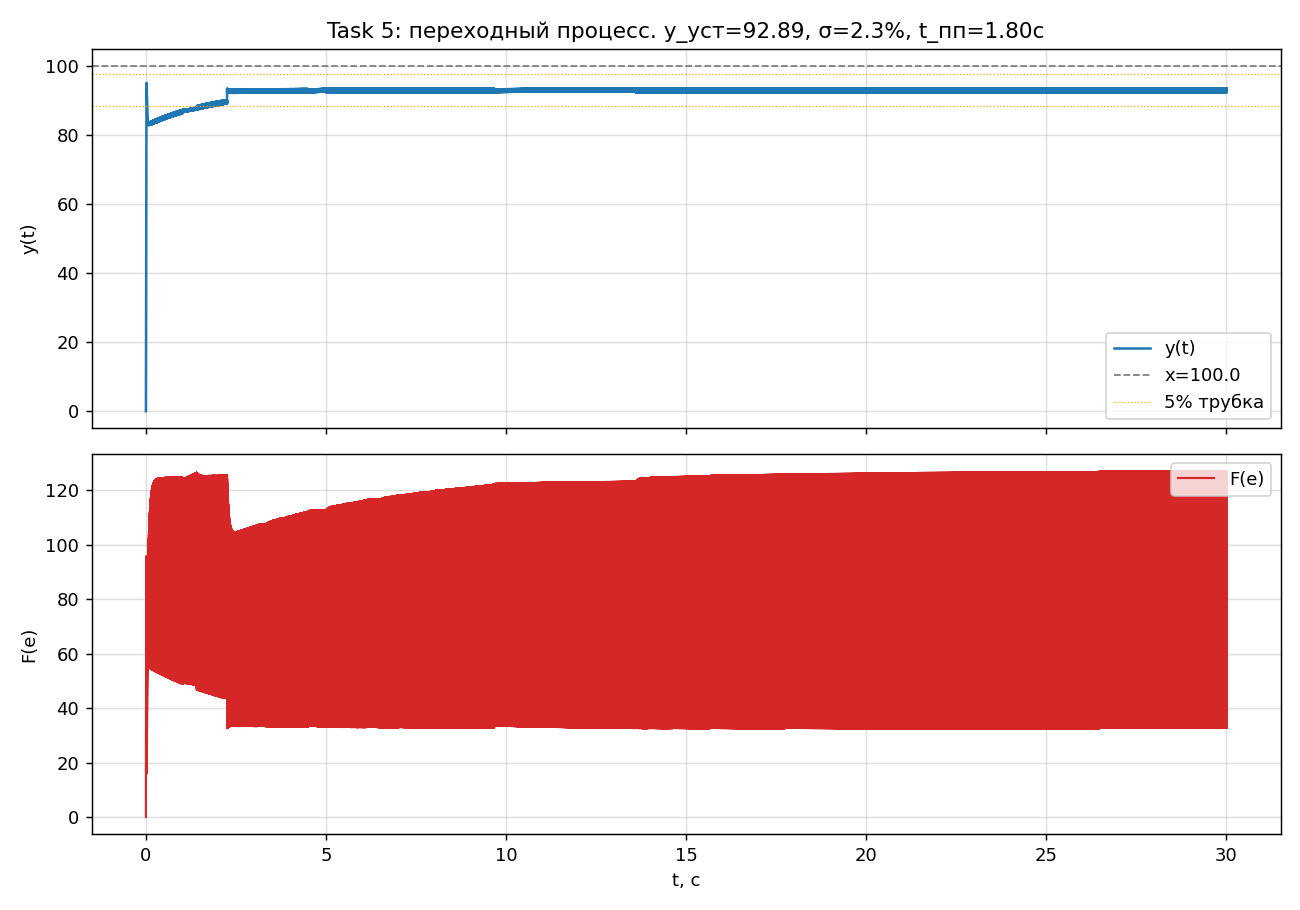 Task 5: переходный процесс. y_уст=92.89, σ=2.3%, t_пп=1.80с
100
80
60
40
20
0
y(t)
y(t)
x=100.0
5% трубка
120
100
80
60
40
20
0
F(e)
F(e)
0 5 10 15 20 25 30
t, с